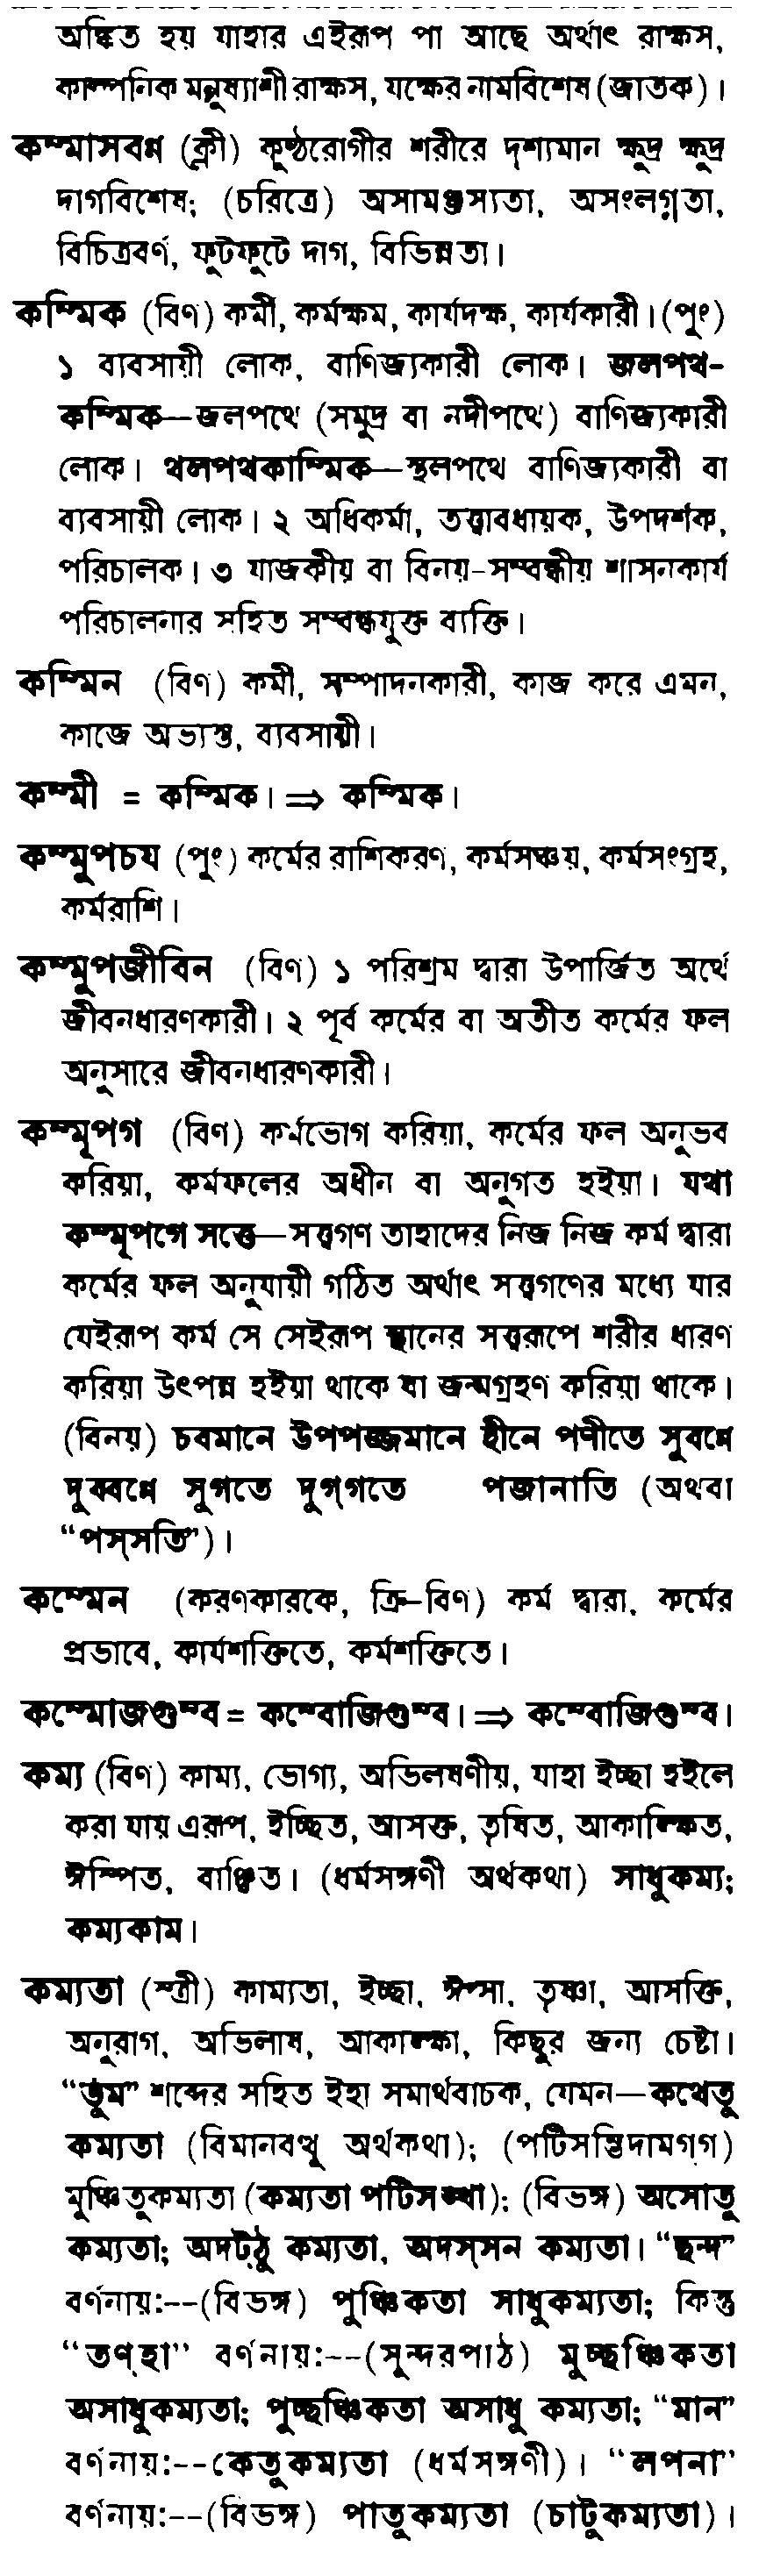 অঙ্কিত হয় যাহার এইরূপ পা আছে অর্থাৎ রাক্ষস,
কাল্পনিক মনুষ্যাশী রাক্ষস, যক্ষের নামবিশেষ (জাতক)।
কম্মাসবন্ন (ক্লী) কুষ্ঠরোগীর শরীরে দৃশ্যমান ক্ষুদ্র ক্ষুদ্র
দাগবিশেষ; (চরিত্রে) অসামঞ্জস্যতা, অসংলগ্নতা,
বিচিত্রবর্ণ, ফুটফুটে দাগ, বিভিন্নতা।
কম্মিক (বিণ) কর্মী, কর্মক্ষম, কার্যদক্ষ, কার্যকারী। (পুং)
১ ব্যবসায়ী লোক, বাণিজ্যকারী লোক। জলপথ-
কম্মিক—জলপথে (সমুদ্র বা নদীপথে) বাণিজ্যকারী
লোক। থলপথকাম্মিক—স্থলপথে বাণিজ্যকারী বা
ব্যবসায়ী লোক। ২ অধিকর্মা, তত্ত্বাবধায়ক, উপদর্শক,
পরিচালক। ৩ যাজকীয় বা বিনয়-সম্বন্ধীয় শাসনকার্য
পরিচালনার সহিত সম্বন্ধযুক্ত ব্যক্তি।
কম্মিন (বিণ) কর্মী, সম্পাদনকারী, কাজ করে এমন,
কাজে অভ্যস্ত, ব্যবসায়ী।
কম্মী = কম্মিক। ⇒ কম্মিক।
কম্মুপচয (পুং) কর্মের রাশিকরণ, কর্মসঞ্চয়, কর্মসংগ্রহ,
কর্মরাশি।
কম্মুপজীবিন (বিণ) ১ পরিশ্রম দ্বারা উপার্জিত অর্থে
জীবনধারণকারী। ২ পূর্ব কর্মের বা অতীত কর্মের ফল
অনুসারে জীবনধারণকারী।
কম্মূপগ (বিণ) কর্মভোগ করিয়া, কর্মের ফল অনুভব
করিয়া, কর্মফলের অধীন বা অনুগত হইয়া। যথা
কম্মূপগে সত্তে—সত্ত্বগণ তাহাদের নিজ নিজ কর্ম দ্বারা
কর্মের ফল অনুযায়ী গঠিত অর্থাৎ সত্ত্বগণের মধ্যে যার
যেইরূপ কর্ম সে সেইরূপ স্থানের সত্ত্বরূপে শরীর ধারণ
করিয়া উৎপন্ন হইয়া থাকে বা জন্মগ্রহণ করিয়া থাকে।
(বিনয়) চবমানে উপপজ্জমানে হীনে পণীতে সুবণ্ণে
দুব্বণ্ণে সুগতে দুগ্‌গতে পজানাতি (অথবা
“পস্‌সতি”)।
কম্মেন (করণকারকে, ক্রি-বিণ) কর্ম দ্বারা, কর্মের
প্রভাবে, কার্যশক্তিতে, কর্মশক্তিতে।
কম্মোজগুম্ব = কম্বোজিগুম্ব। ⇒ কম্বোজিগুম্ব।
কম্য (বিণ) কাম্য, ভোগ্য, অভিলষণীয়, যাহা ইচ্ছা হইলে
করা যায় এরূপ, ইচ্ছিত, আসক্ত, তৃষিত, আকাঙ্ক্ষিত,
ঈপ্সিত, বাঞ্ছিত। (ধর্মসঙ্গণী অর্থকথা) সাধুকম্য;
কম্যকাম।
কম্যতা (স্ত্রী) কাম্যতা, ইচ্ছা, ঈপ্সা, তৃষ্ণা, আসক্তি,
অনুরাগ, অভিলাষ, আকাঙ্ক্ষা, কিছুর জন্য চেষ্টা।
“তুম” শব্দের সহিত ইহা সমার্থবাচক, যেমন—কথেতু
কম্যতা (বিমানবত্থু অর্থকথা); (পটিসম্ভিদামগ্‌গ)
মুঞ্চিতুকম্যতা (কম্যতা পটিসঙ্খা); (বিভঙ্গ) অসোতু
কম্যতা; অদট্‌ঠু কম্যতা, অদস্‌সন কম্যতা। “ছন্দ”
বর্ণনায়:--(বিভঙ্গ) পুঞ্চিকতা সাধুকম্যতা; কিন্তু
“তণ্‌হা” বর্ণনায়:--(সুন্দরপাঠ) মুচ্ছঞ্চিকতা
অসাধুকম্যতা; পুচ্ছঞ্চিকতা অসাধু কম্যতা; “মান”
বর্ণনায়:--কেতুকম্যতা (ধর্মসঙ্গণী)। “লপনা”
বর্ণনায়:--(বিভঙ্গ) পাতুকম্যতা (চাটুকম্যতা)।